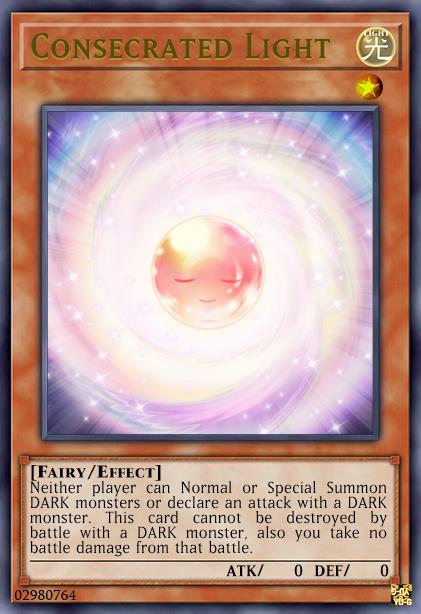 Consecrated Light
LIGHT
光
[Fairy/Effect]
Neither player can Normal or Special Summon
DARK monsters or declare an attack with a DARK
monster. This card cannot be destroyed by
battle with a DARK monster, also you take no
battle damage from that battle.
ATK/ 0 DEF/ 0
02980764